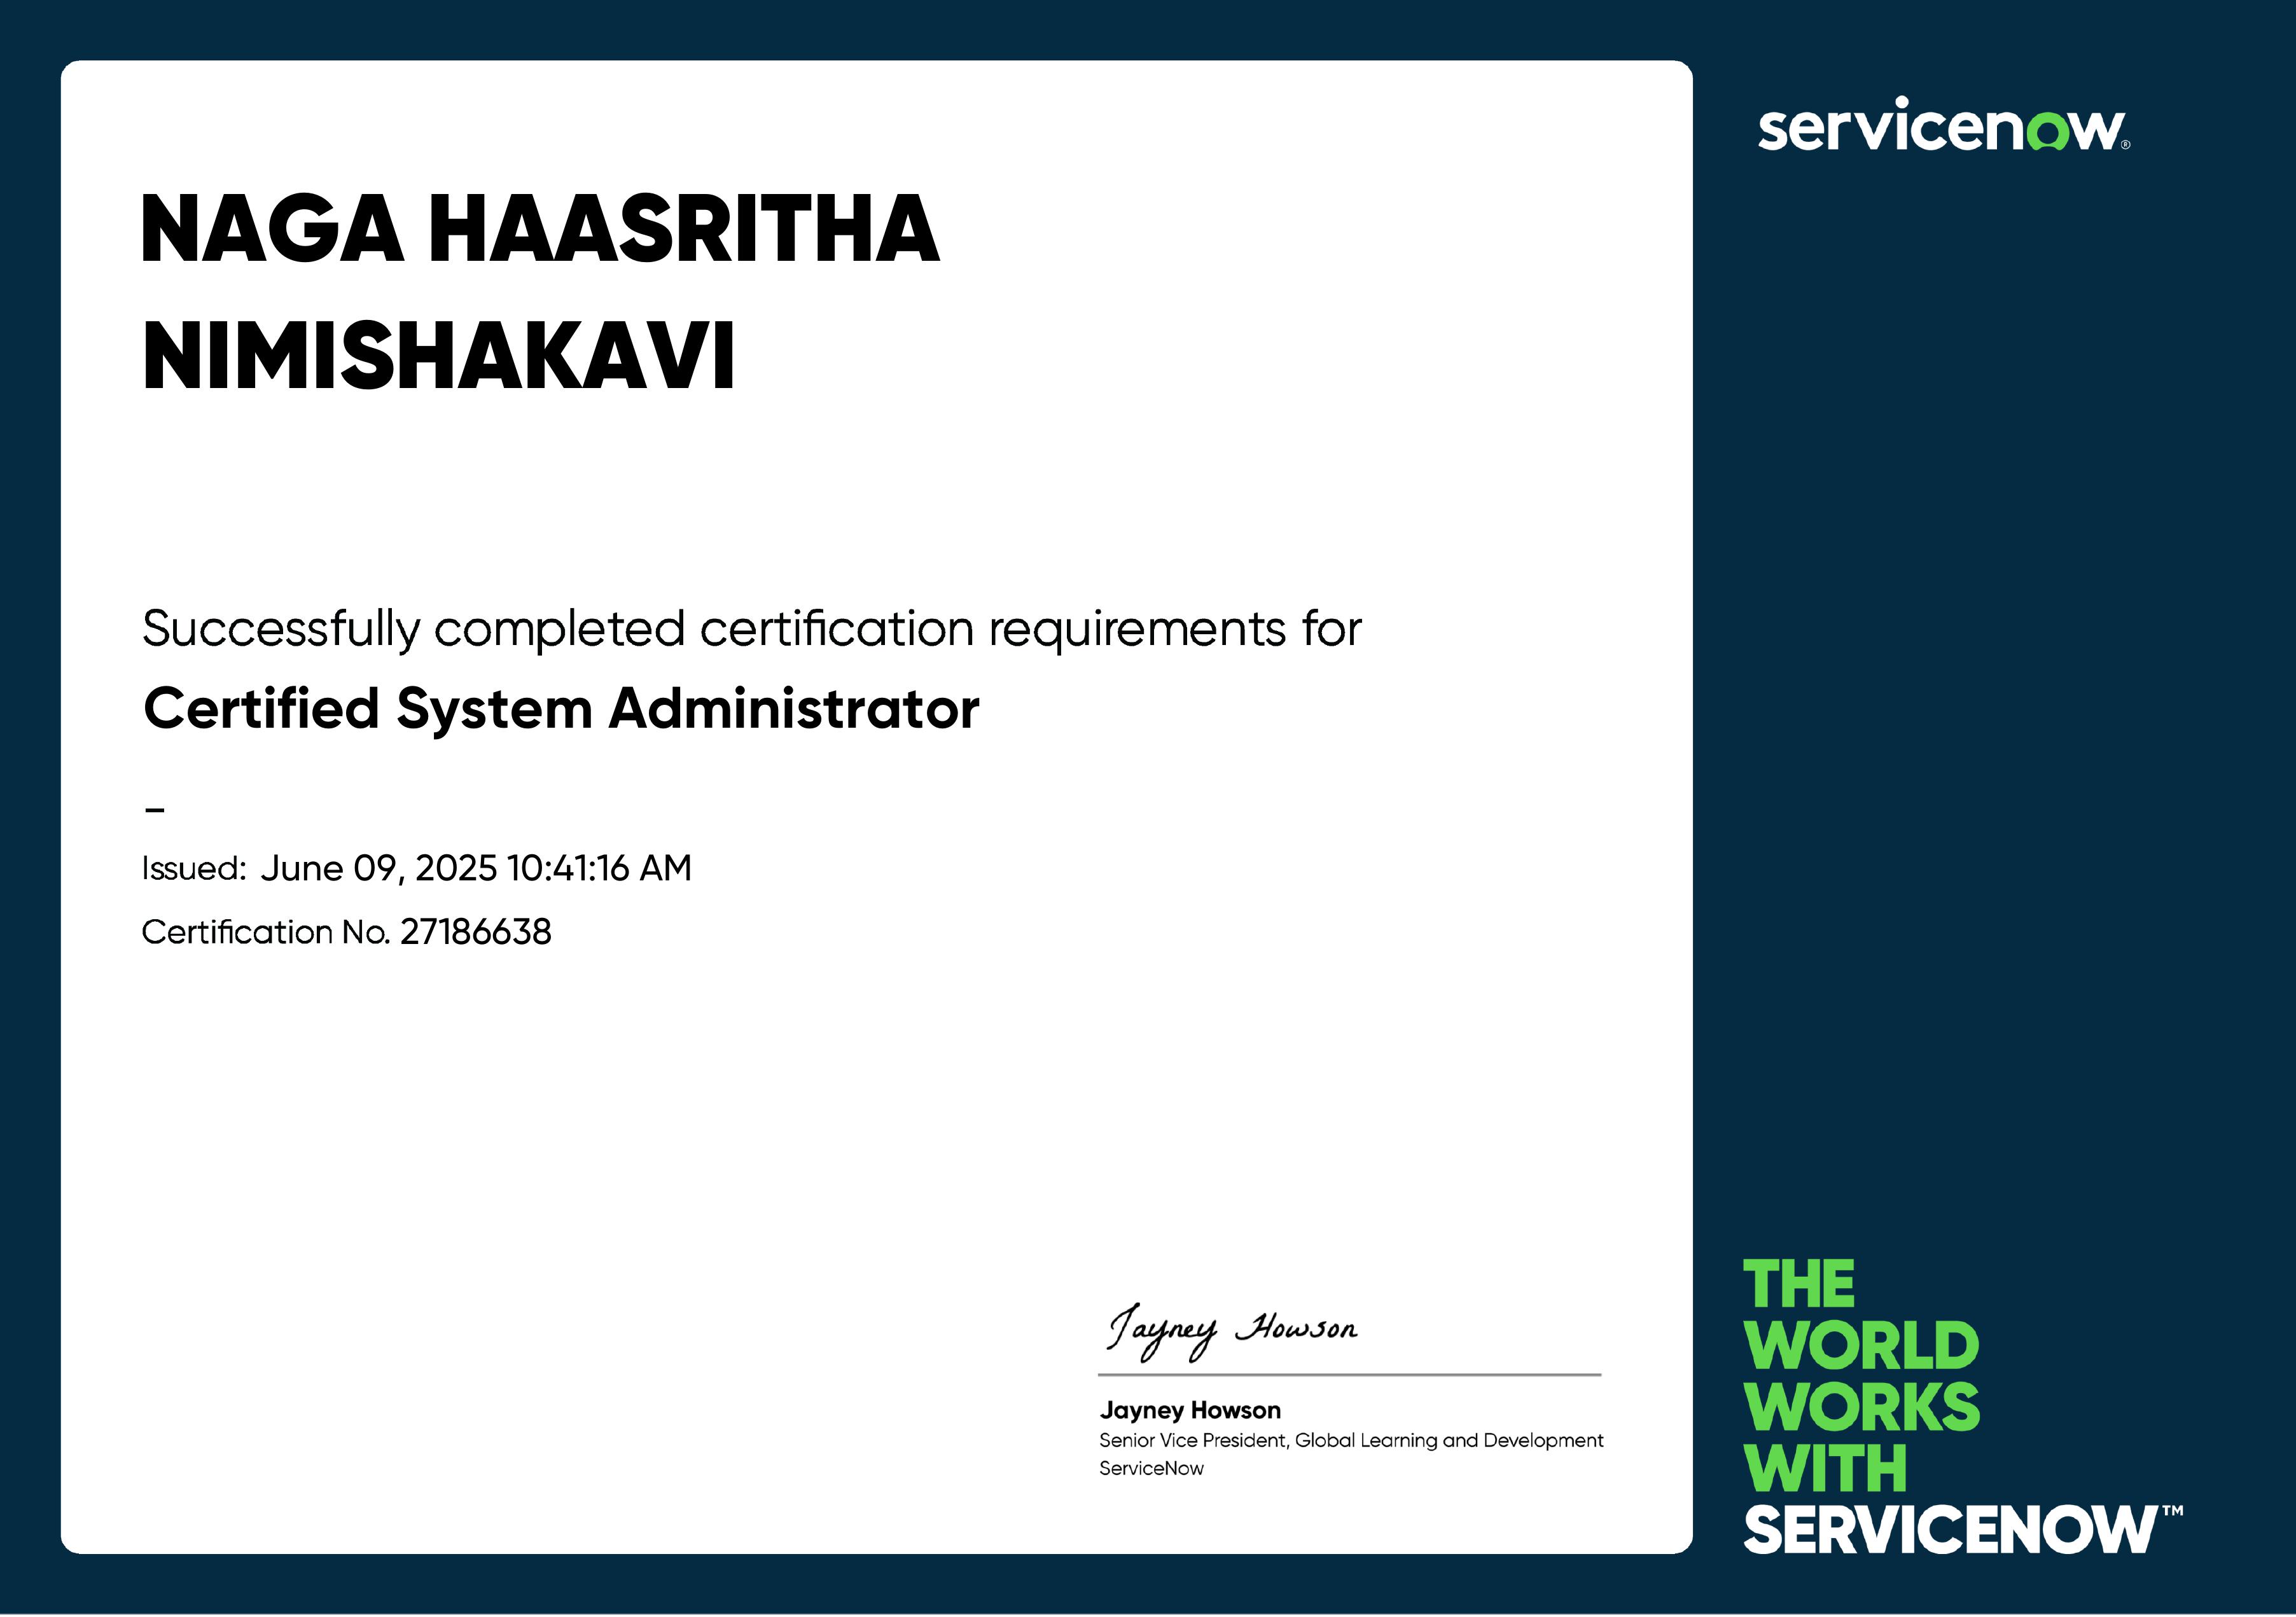 servicenow®
NAGA HAASRITHA
NIMISHAKAVI
Successfully completed certification requirements for
Certified System Administrator
–
Issued: June 09, 2025 10:41:16 AM
Certification No. 27186638
Jayney Howson
Jayney Howson
Senior Vice President, Global Learning and Development
ServiceNow
THE
WORLD
WORKS
WITH
SERVICENOW™